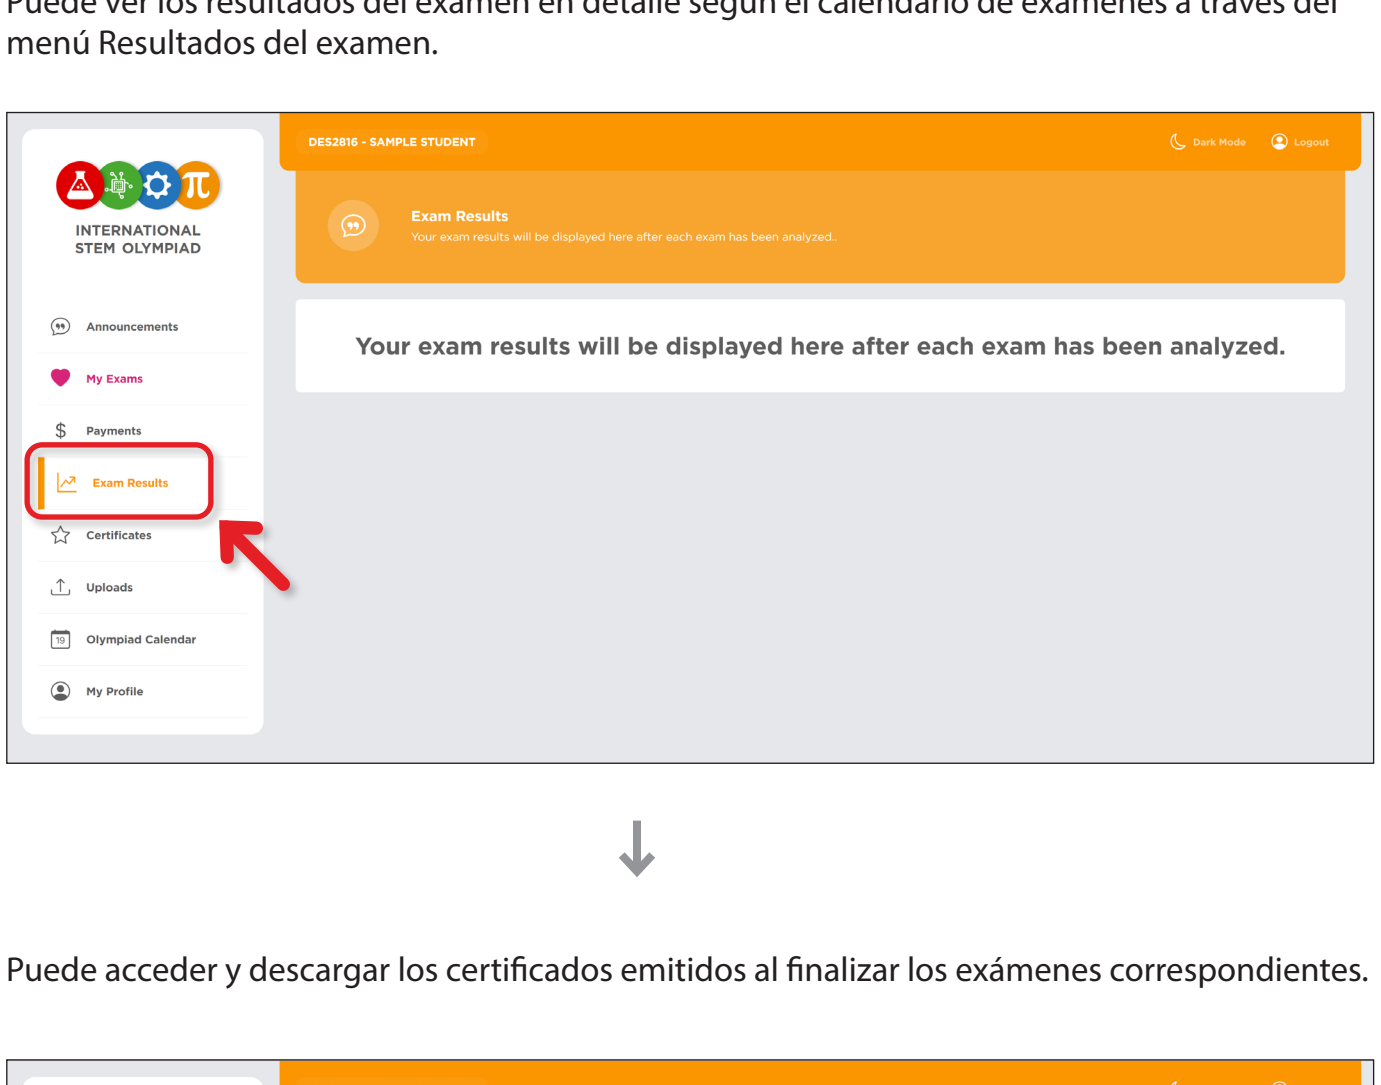 Puede ver los resultados del examen en detalle según el calendario de exámenes a través del
menú Resultados del examen.
DES2816 - SAMPLE STUDENT
Dark Mode
Logout
INTERNATIONAL
STEM OLYMPIAD
Exam Results
Your exam results will be displayed here after each exam has been analyzed..
Your exam results will be displayed here after each exam has been analyzed.
Announcements
My Exams
$ Payments
Exam Results
Certificates
Uploads
19 Olympiad Calendar
My Profile
Puede acceder y descargar los certificados emitidos al finalizar los exámenes correspondientes.